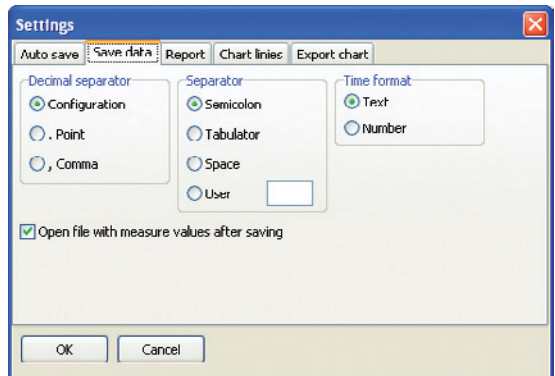 Settings
Auto save Save data Report Chart linies Export chart
Decimal separator Separator Time format
Configuration Semicolon Text
. Point Tabulator Number
, Comma Space
User
Open file with measure values after saving
OK Cancel